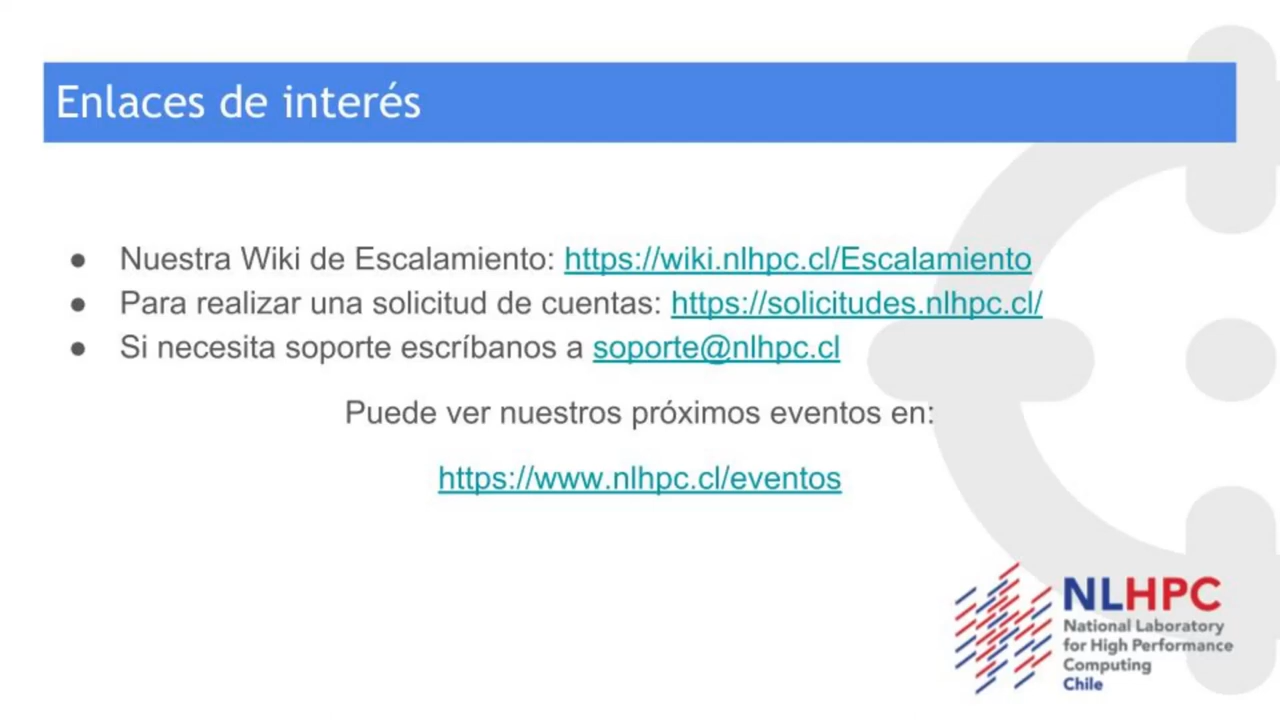 Enlaces de interés
● Nuestra Wiki de Escalamiento: https://wiki.nlhpc.cl/Escalamiento
● Para realizar una solicitud de cuentas: https://solicitudes.nlhpc.cl/
● Si necesita soporte escríbanos a soporte@nlhpc.cl
Puede ver nuestros próximos eventos en:
https://www.nlhpc.cl/eventos
NLHPC
National Laboratory
for High Performance
Computing
Chile